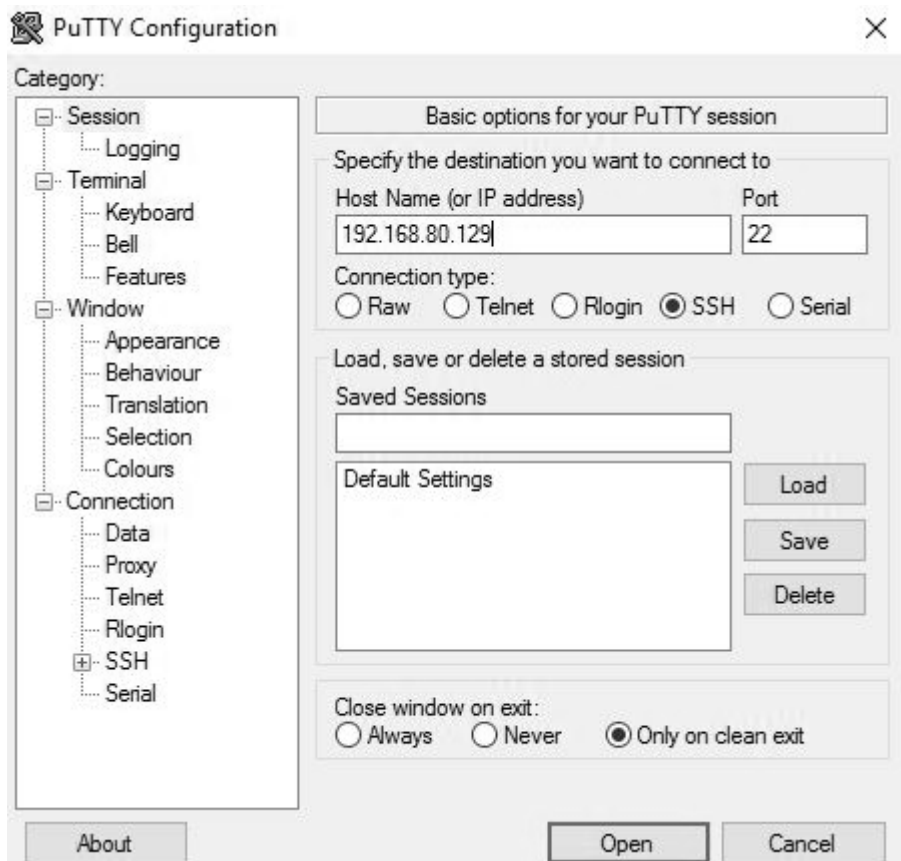 PuTTY Configuration
Category:
Session
Logging
Terminal
Keyboard
Bell
Features
Window
Appearance
Behaviour
Translation
Selection
Colours
Connection
Data
Proxy
Telnet
Rlogin
SSH
Serial
Basic options for your PuTTY session
Specify the destination you want to connect to
Host Name (or IP address) Port
192.168.80.129 22
Connection type:
Raw Telnet Rlogin SSH Serial
Load, save or delete a stored session
Saved Sessions
Default Settings
Load
Save
Delete
Close window on exit:
Always Never Only on clean exit
About Open Cancel